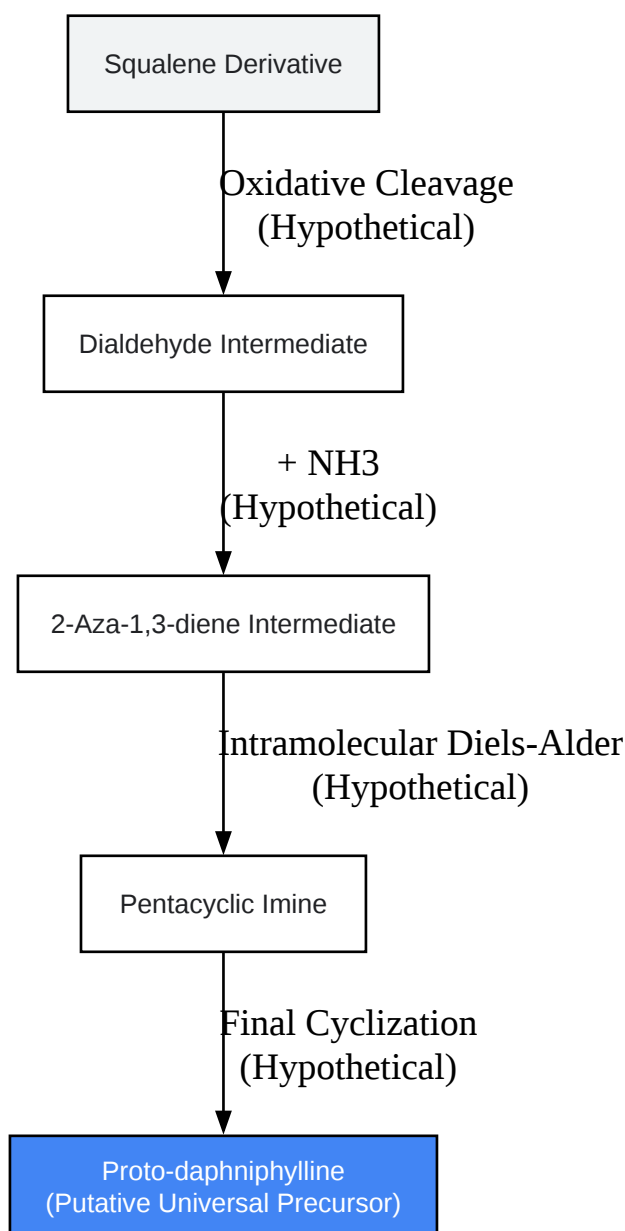 Squalene Derivative
Oxidative Cleavage
(Hypothetical)
Dialdehyde Intermediate
+ NH3
(Hypothetical)
2-Aza-1,3-diene Intermediate
Intramolecular Diels-Alder
(Hypothetical)
Pentacyclic Imine
Final Cyclization
(Hypothetical)
Proto-daphniphylline
(Putative Universal Precursor)